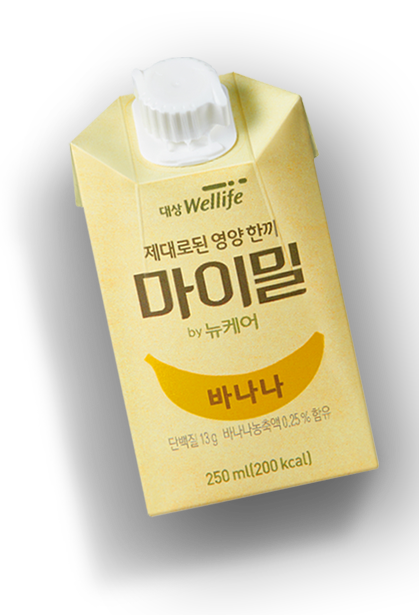 대상 Wellife
제대로된 영양 한끼
마이밀
by 뉴케어
바나나
단백질 13g 바나나농축액 0.25% 함유
250 ml(200 kcal)